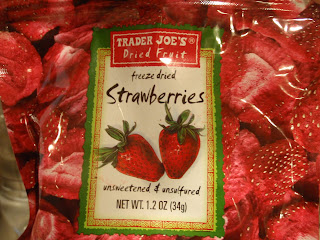 TRADER JOE'S®
Dried Fruit
freeze dried
Strawberries
unsweetened & unsulfured
NET WT. 1.2 OZ (34g)